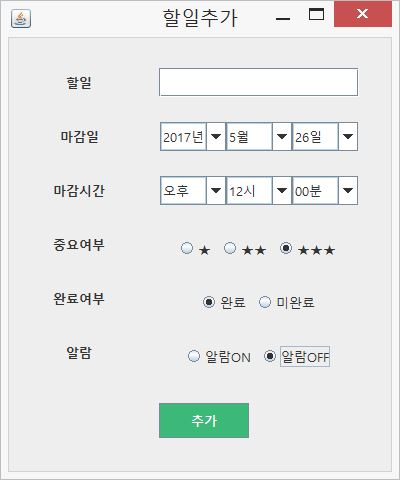 할일추가
할일
마감일 2017년 5월 26일
마감시간 오후 12시 00분
중요여부 ★ ★★ ★★★
완료여부 완료 미완료
알람 알람ON 알람OFF
추가